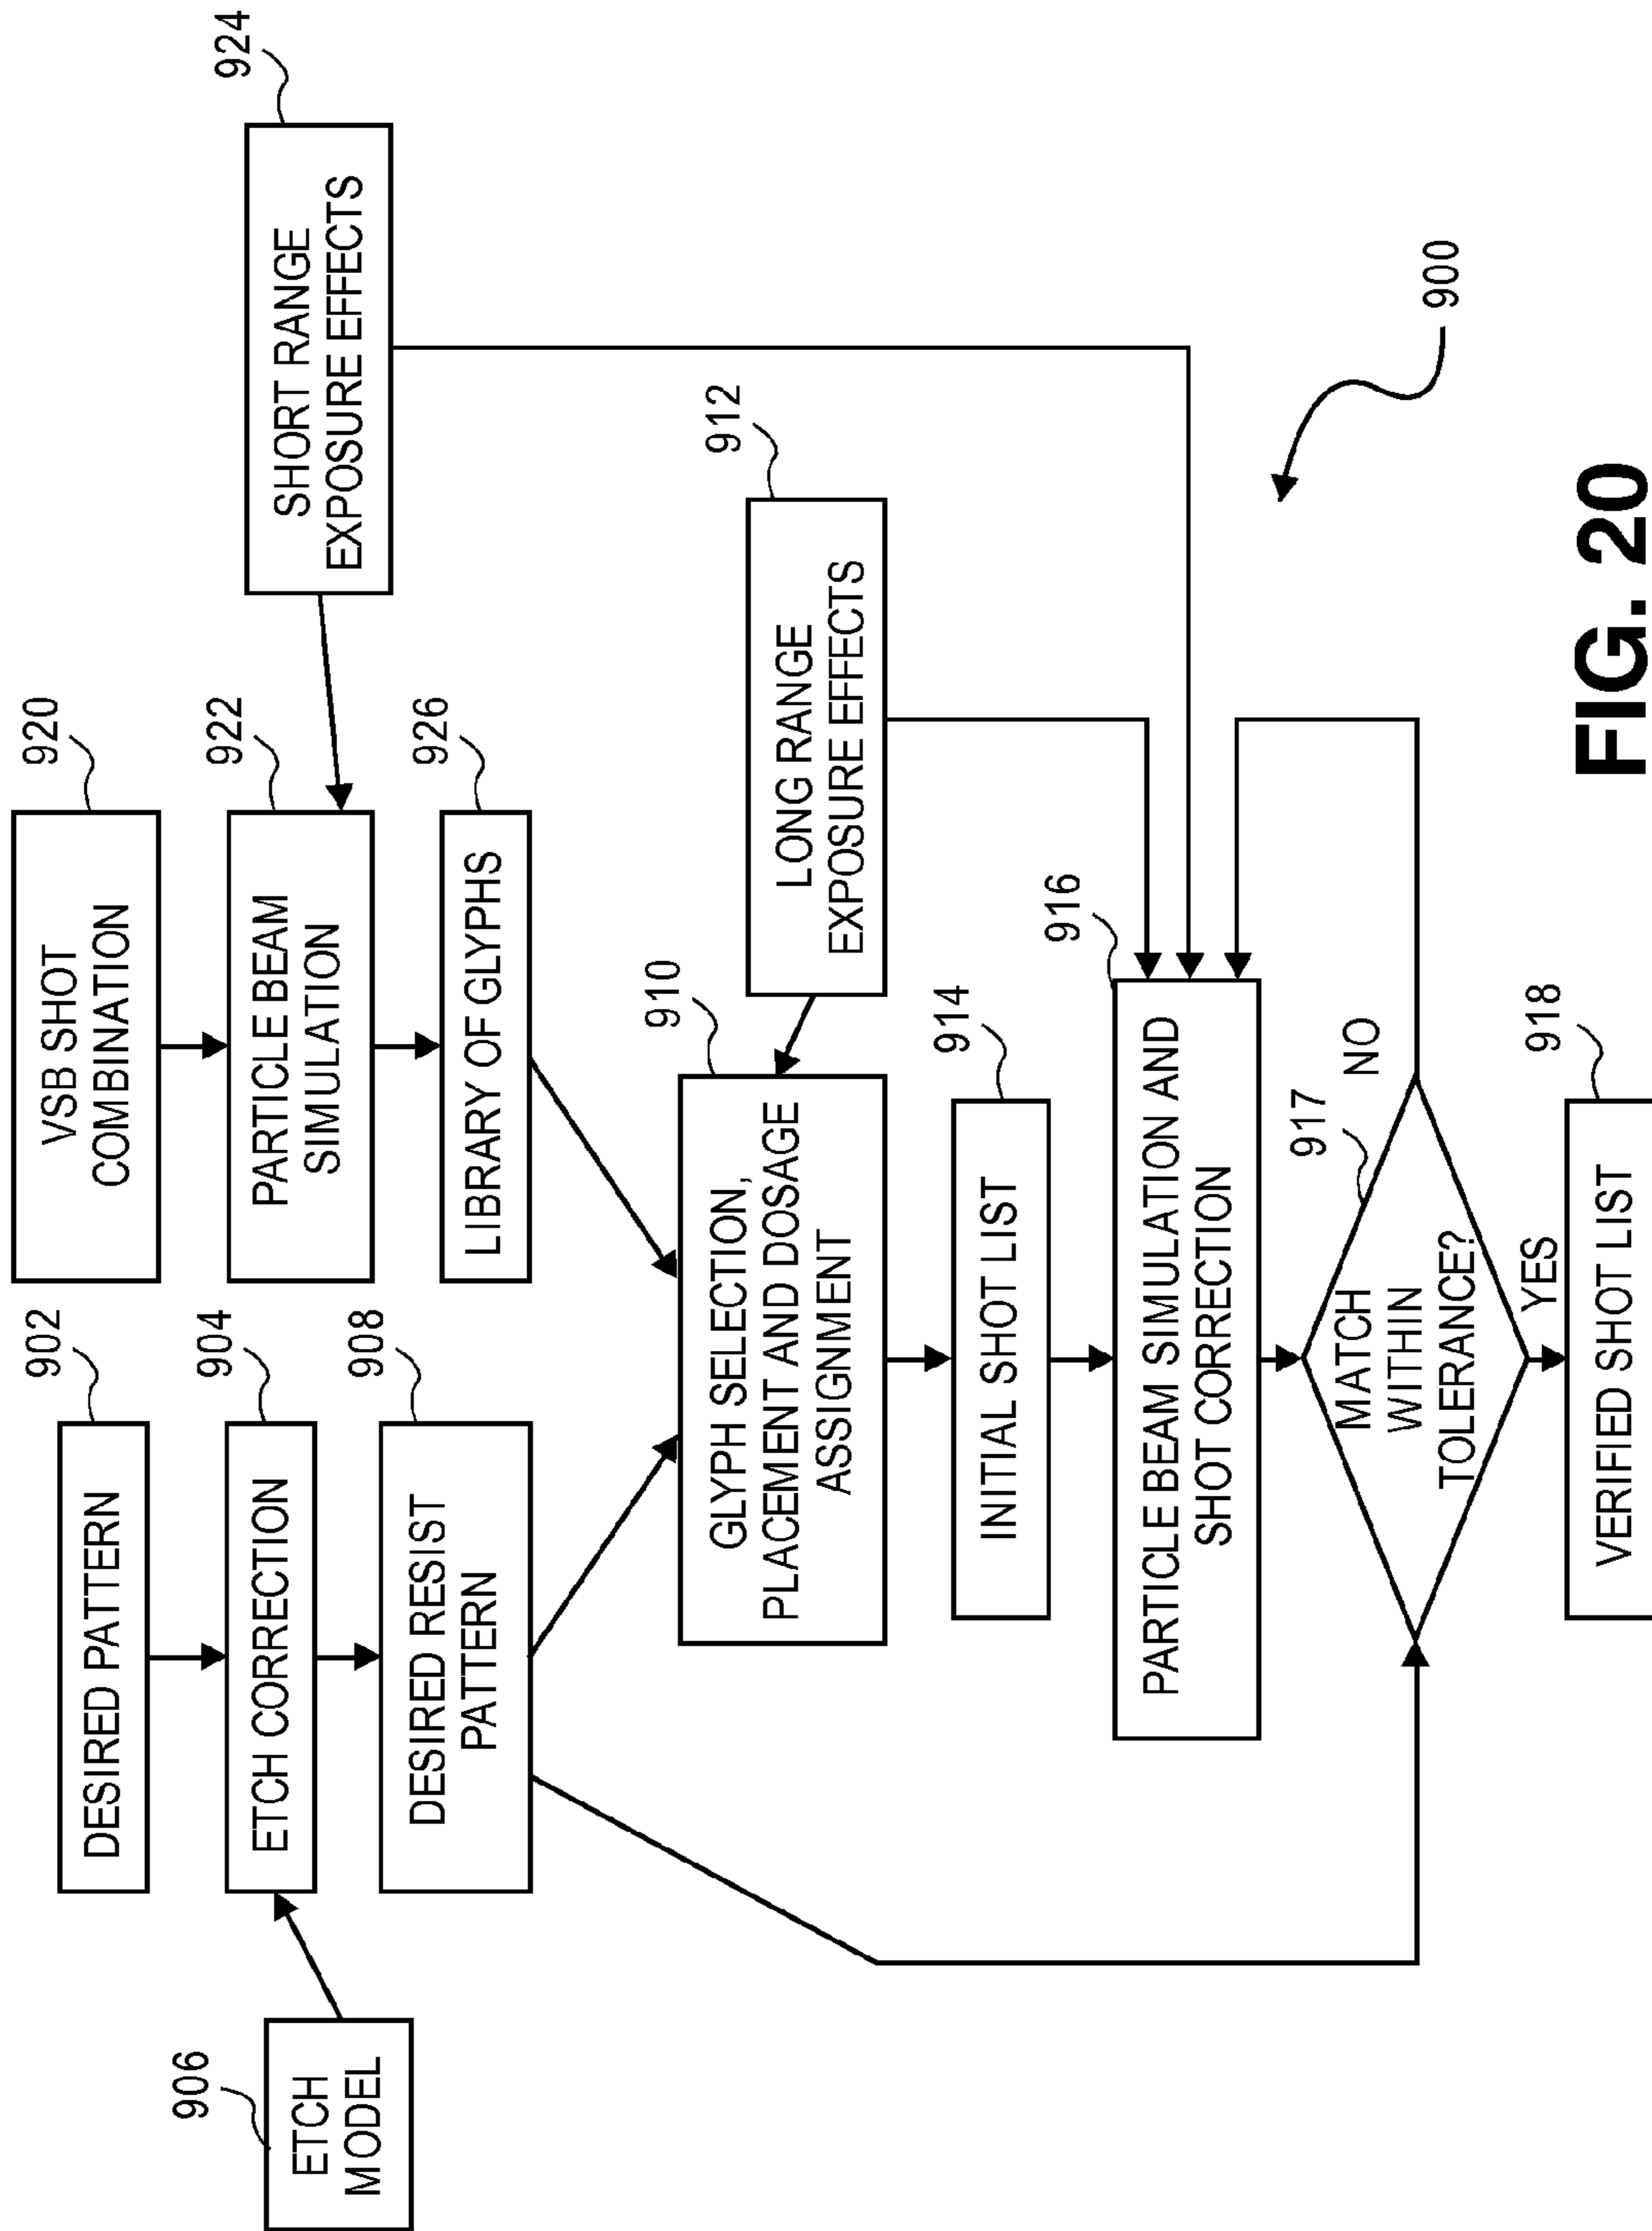 920
VSB SHOT
COMBINATION
902
DESIRED PATTERN
922
PARTICLE BEAM
SIMULATION
924
SHORT RANGE
EXPOSURE EFFECTS
906
ETCH
MODEL
904
ETCH CORRECTION
926
LIBRARY OF GLYPHS
908
DESIRED RESIST
PATTERN
910
GLYPH SELECTION,
PLACEMENT AND DOSAGE
ASSIGNMENT
912
LONG RANGE
EXPOSURE EFFECTS
914
INITIAL SHOT LIST
916
PARTICLE BEAM SIMULATION AND
SHOT CORRECTION
917
NO
MATCH
WITHIN
TOLERANCE?
YES
918
VERIFIED SHOT LIST
900
FIG. 20